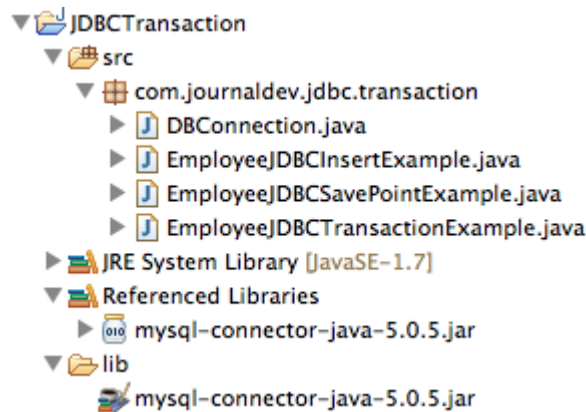 JDBCTransaction
src
com.journaldev.jdbc.transaction
DBConnection.java
EmployeeJDBCInsertExample.java
EmployeeJDBCSavePointExample.java
EmployeeJDBCTransactionExample.java
JRE System Library [JavaSE-1.7]
Referenced Libraries
mysql-connector-java-5.0.5.jar
lib
mysql-connector-java-5.0.5.jar